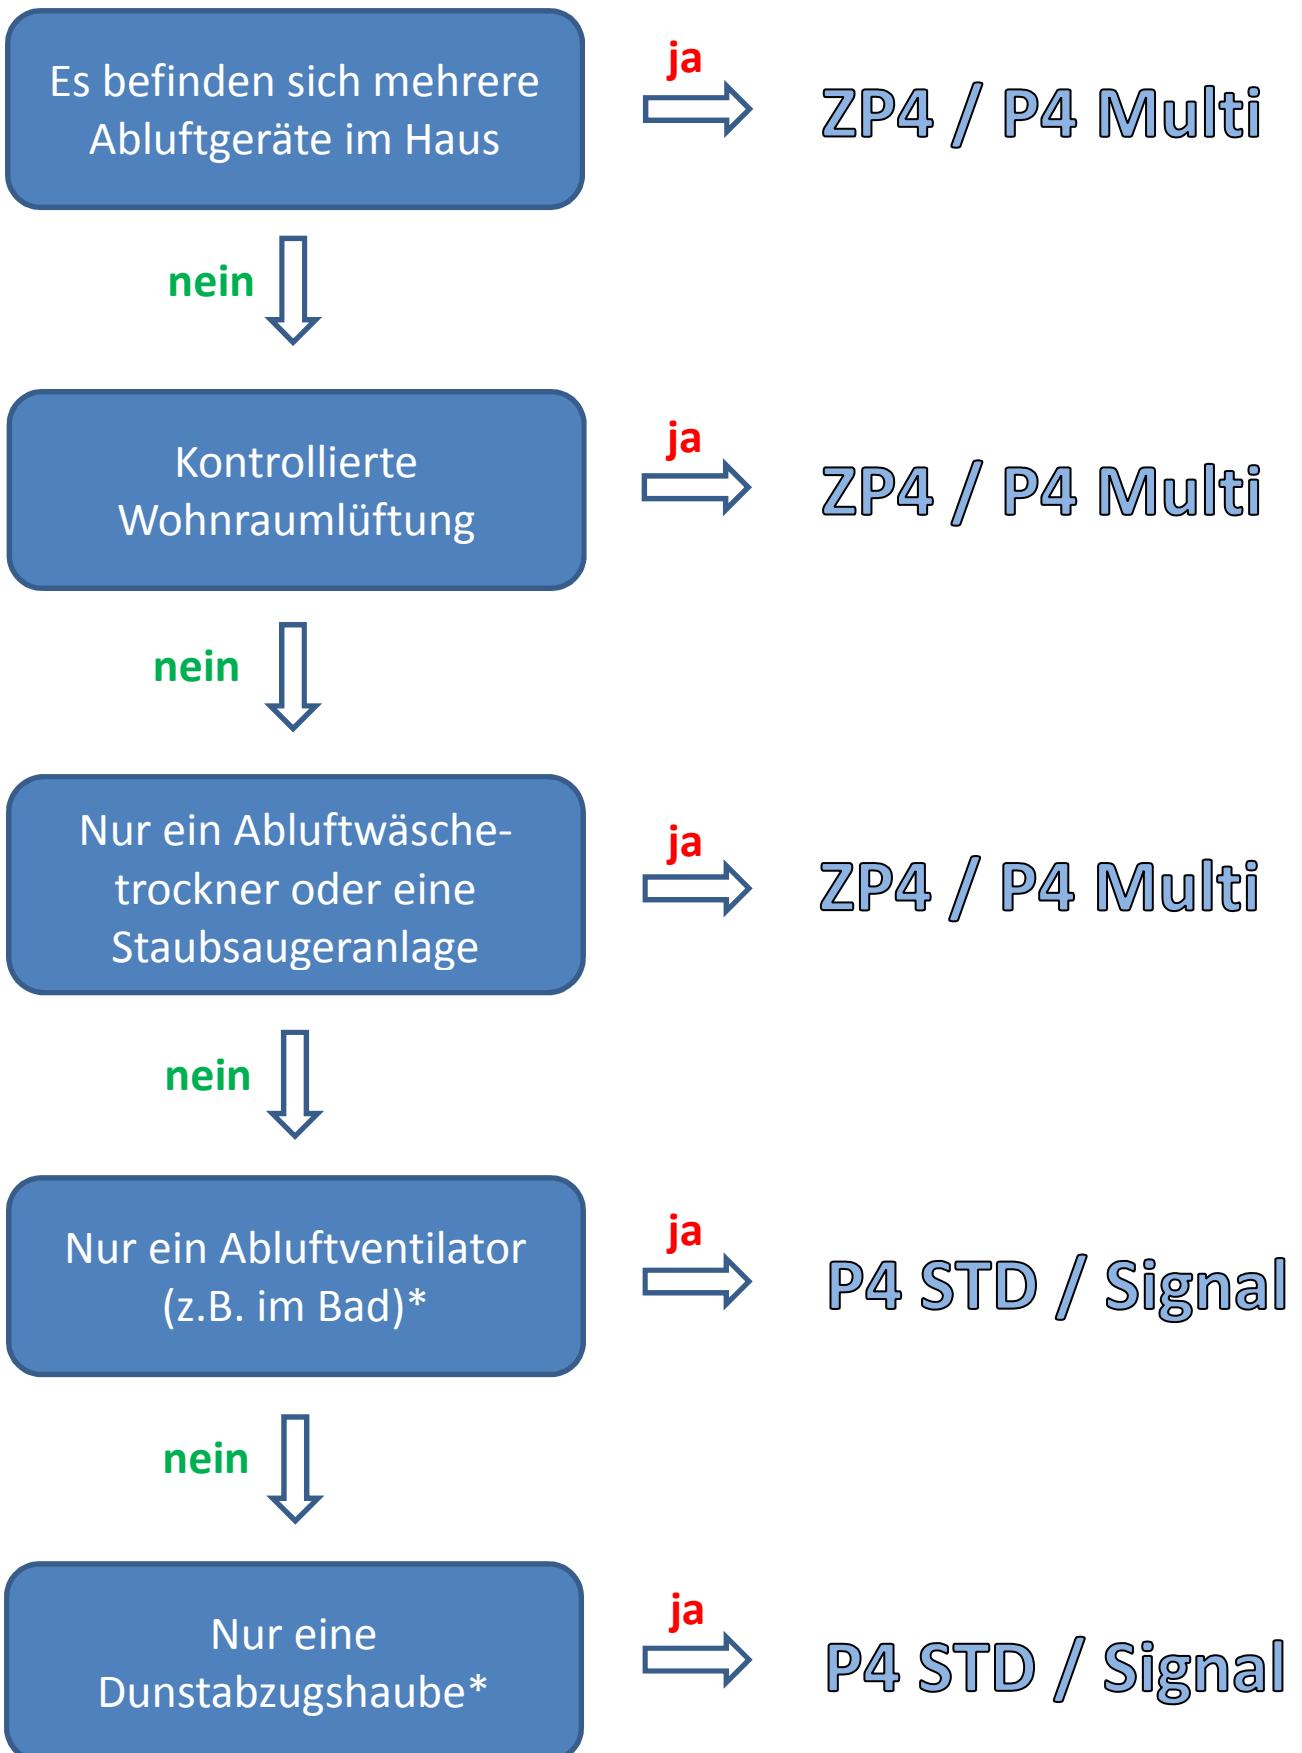 Es befinden sich mehrere
Abluftgeräte im Haus
ja
ZP4 / P4 Multi
nein
Kontrollierte
Wohnraumlüftung
ja
ZP4 / P4 Multi
nein
Nur ein Abluftwäsche-
trockner oder eine
Staubsaugeranlage
ja
ZP4 / P4 Multi
nein
Nur ein Abluftventilator
(z.B. im Bad)*
ja
P4 STD / Signal
nein
Nur eine
Dunstabzugshaube*
ja
P4 STD / Signal